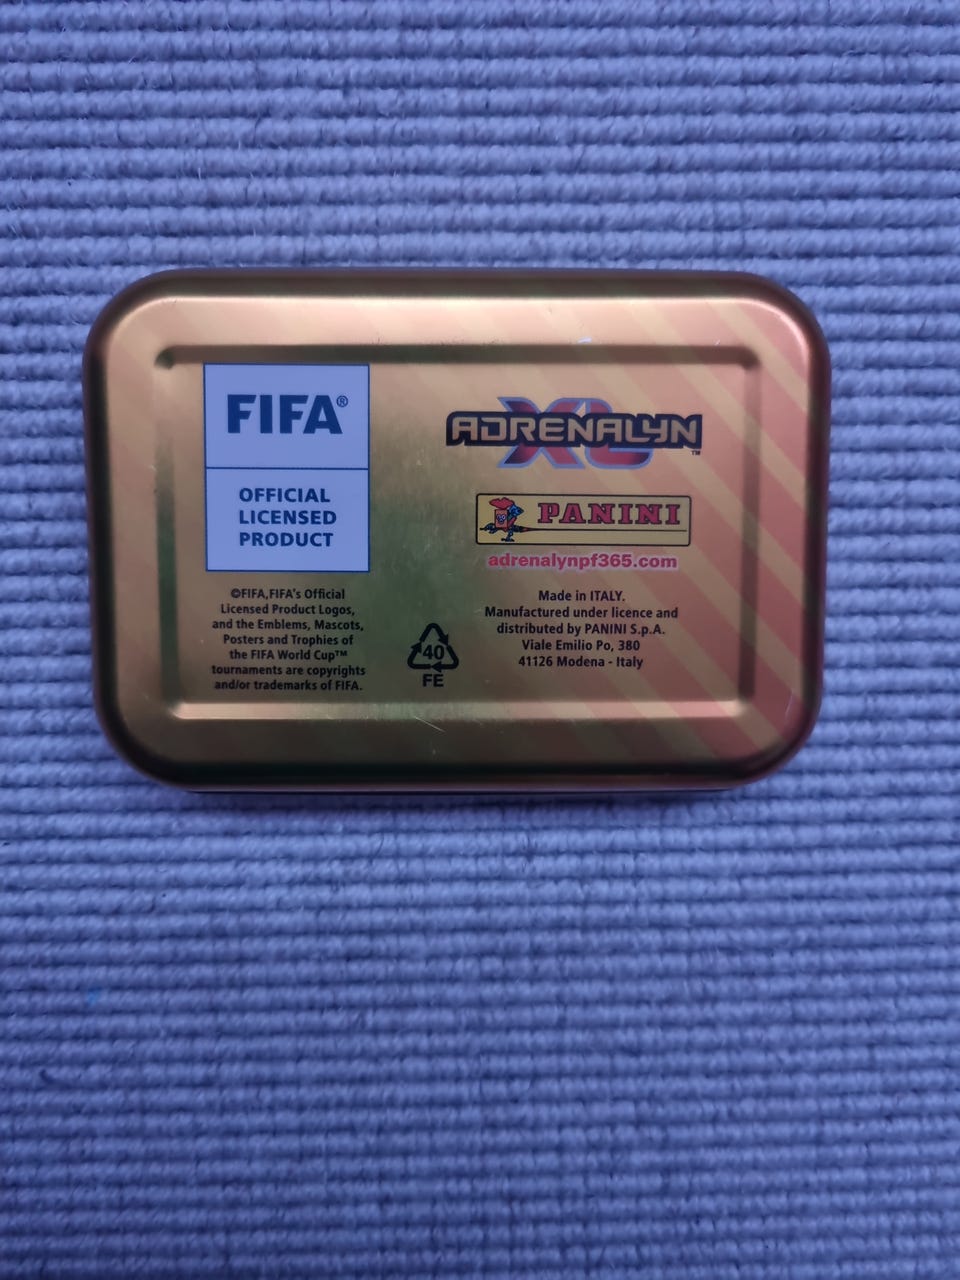 FIFA®
OFFICIAL
LICENSED
PRODUCT
©FIFA,FIFA's Official
Licensed Product Logos,
and the Emblems, Mascots,
Posters and Trophies of
the FIFA World Cup™
tournaments are copyrights
and/or trademarks of FIFA.
40
FE
ADRENALYN™
XL
PANINI
adrenalynpf365.com
Made in ITALY.
Manufactured under licence and
distributed by PANINI S.p.A.
Viale Emilio Po, 380
41126 Modena - Italy